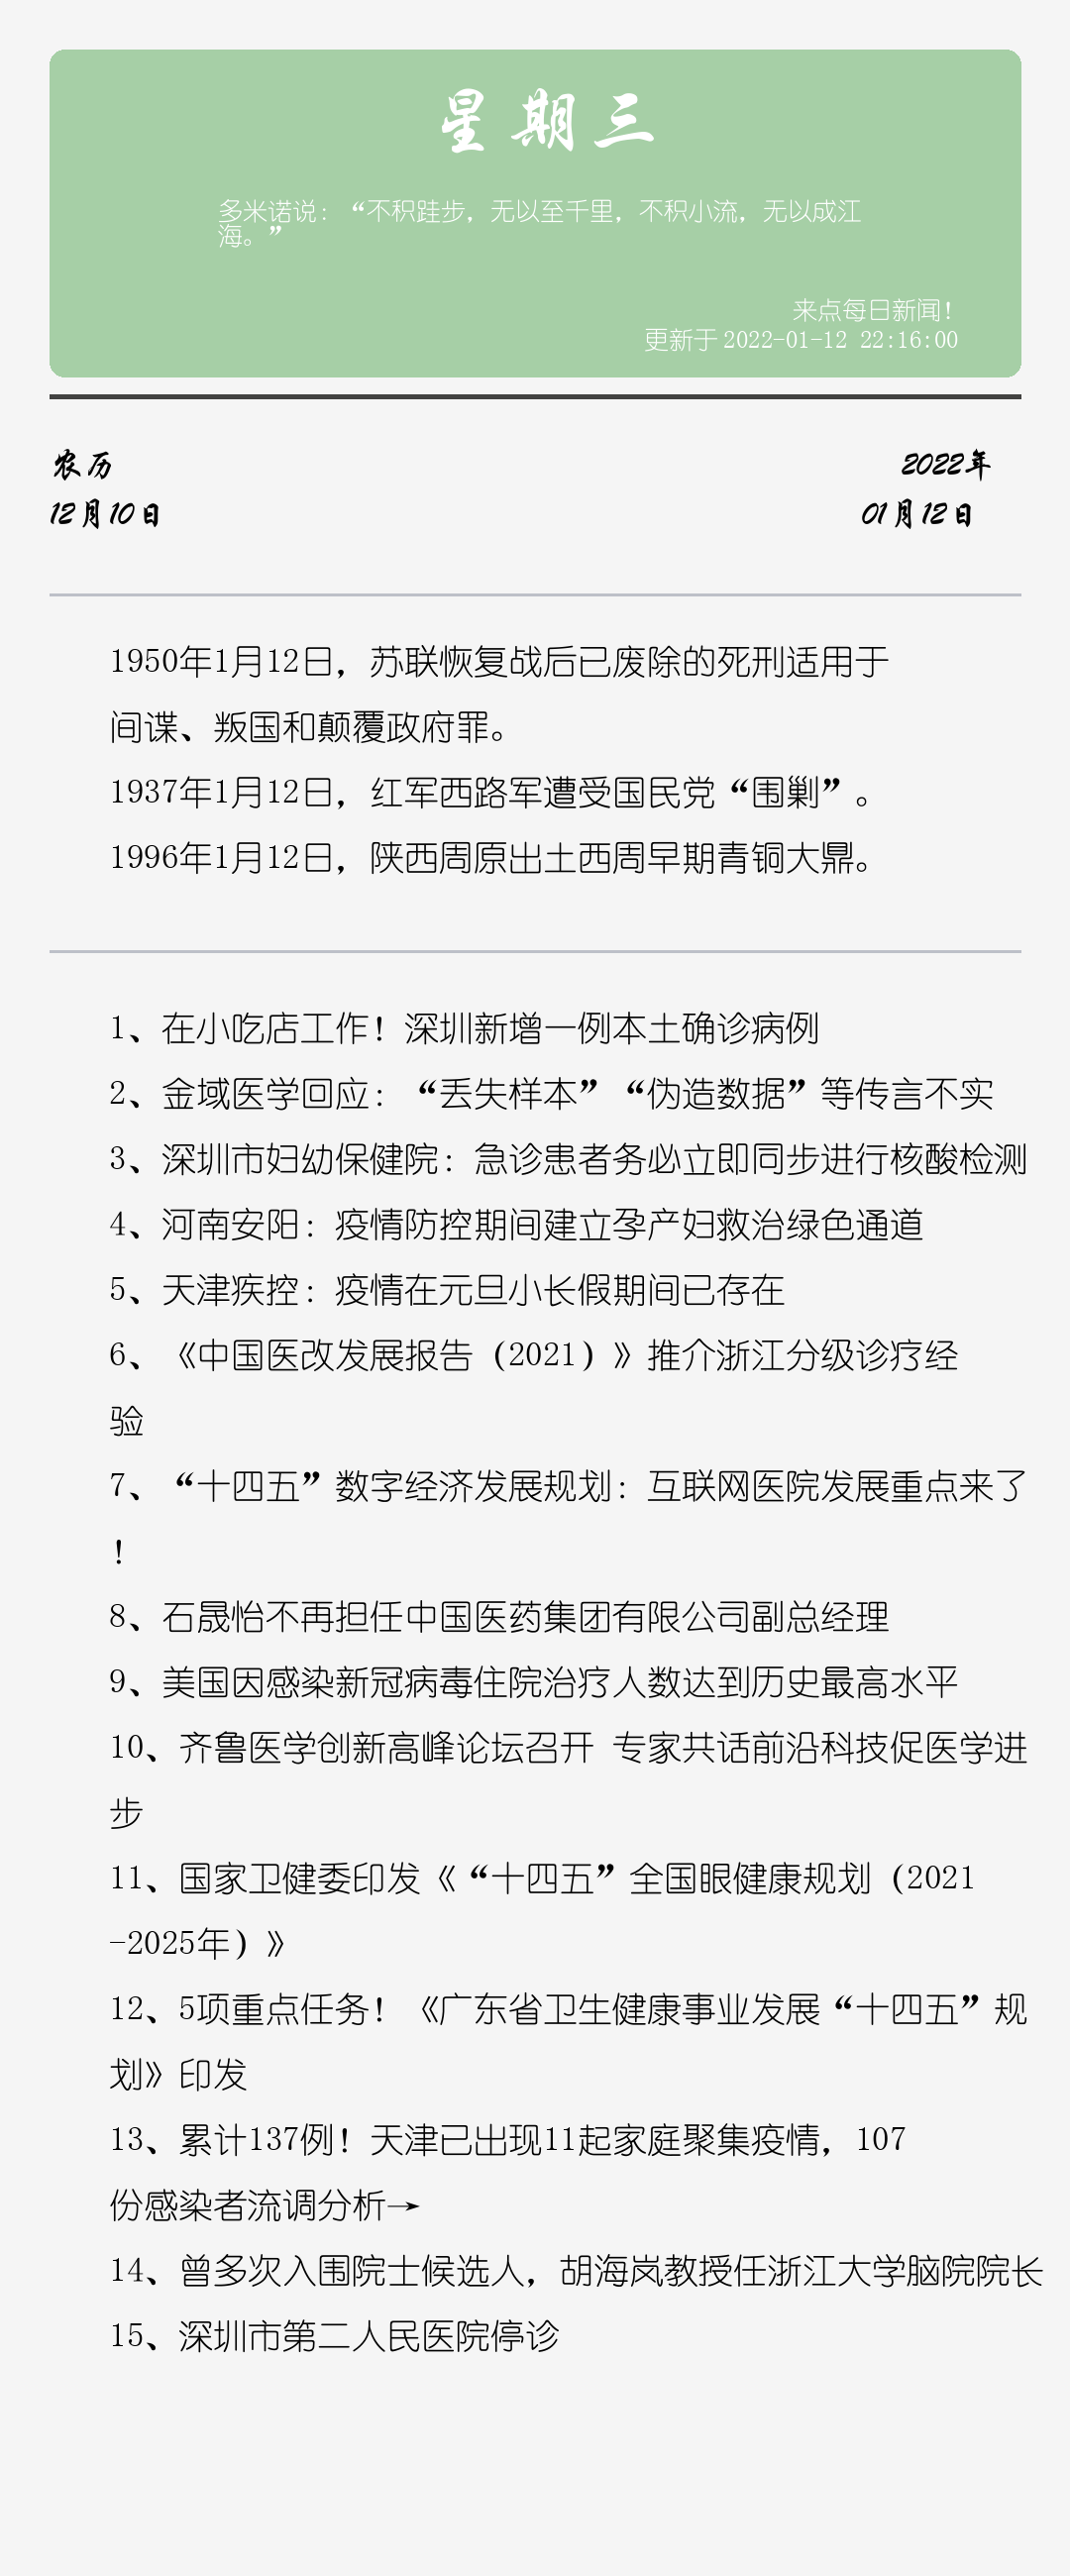 星期三
多米诺说：“不积跬步，无以至千里，不积小流，无以成江
海。”
来点每日新闻！
更新于 2022-01-12 22:16:00
农历
2022年
12月10日
01月12日
1950年1月12日，苏联恢复战后已废除的死刑适用于
间谍、叛国和颠覆政府罪。
1937年1月12日，红军西路军遭受国民党“围剿”。
1996年1月12日，陕西周原出土西周早期青铜大鼎。
1、在小吃店工作！深圳新增一例本土确诊病例
2、金域医学回应：“丢失样本”“伪造数据”等传言不实
3、深圳市妇幼保健院：急诊患者务必立即同步进行核酸检测
4、河南安阳：疫情防控期间建立孕产妇救治绿色通道
5、天津疾控：疫情在元旦小长假期间已存在
6、《中国医改发展报告（2021）》推介浙江分级诊疗经
验
7、“十四五”数字经济发展规划：互联网医院发展重点来了
！
8、石晟怡不再担任中国医药集团有限公司副总经理
9、美国因感染新冠病毒住院治疗人数达到历史最高水平
10、齐鲁医学创新高峰论坛召开 专家共话前沿科技促医学进
步
11、国家卫健委印发《“十四五”全国眼健康规划（2021
-2025年）》
12、5项重点任务！《广东省卫生健康事业发展“十四五”规
划》印发
13、累计137例！天津已出现11起家庭聚集疫情，107
份感染者流调分析→
14、曾多次入围院士候选人，胡海岚教授任浙江大学脑院院长
15、深圳市第二人民医院停诊